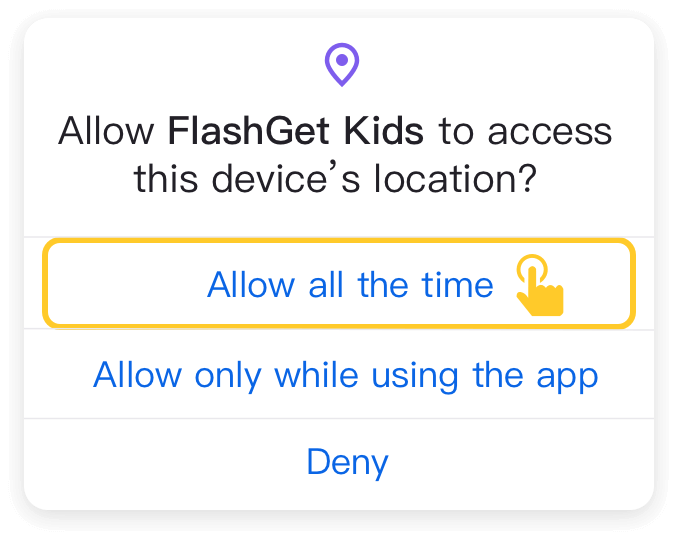 Allow FlashGet Kids to access
this device’s location?
Allow all the time
Allow only while using the app
Deny